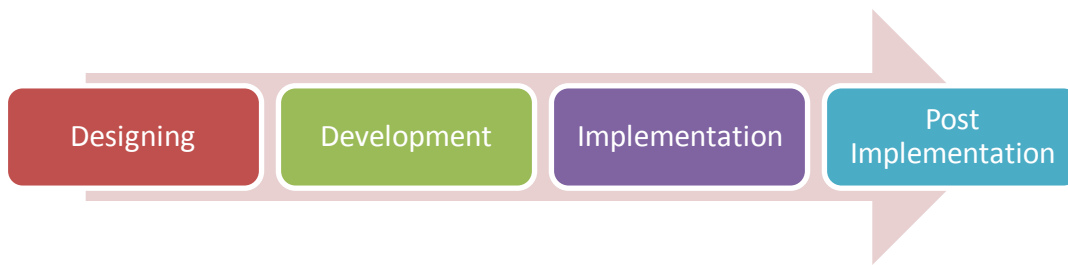 Designing
Development
Implementation
Post
Implementation